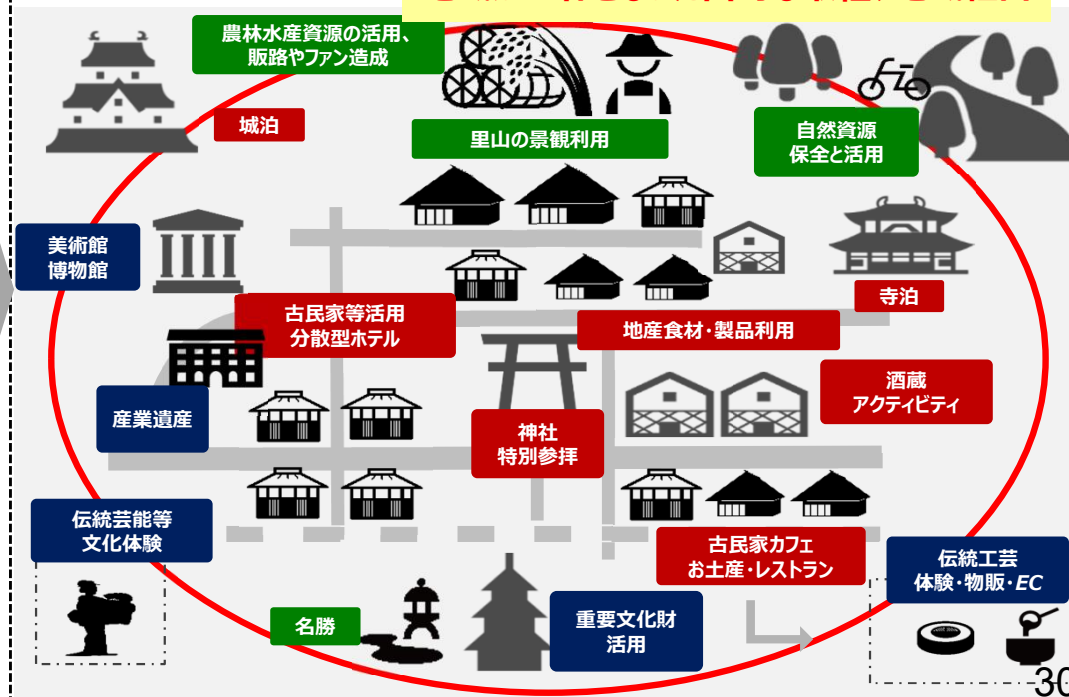 農林水産資源の活用、
販路やファン造成
城泊
里山の景観利用
自然資源
保全と活用
美術館
博物館
寺泊
古民家等活用
分散型ホテル
地産食材・製品利用
酒蔵
アクティビティ
産業遺産
神社
特別参拝
伝統芸能等
文化体験
古民家カフェ
お土産・レストラン
伝統工芸
体験・物販・EC
名勝
重要文化財
活用
30